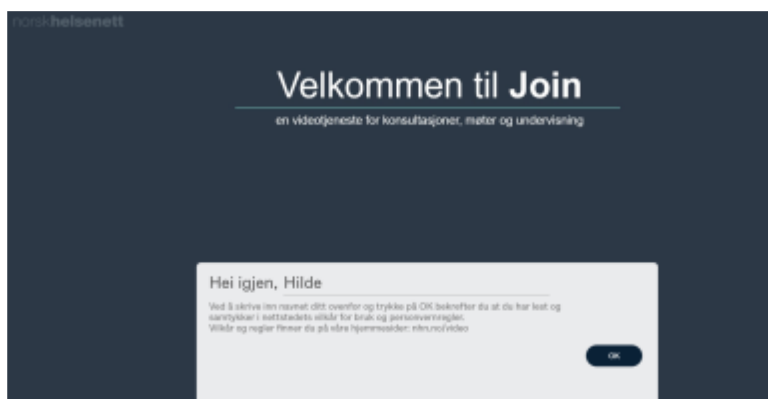 norskhelsenett
Velkommen til Join
en videotjeneste for konsultasjoner, møter og undervisning
Hei igjen, Hilde
Ved å skrive inn navnet ditt ovenfor og trykke på OK bekrefter du at du har lest og
samtykker i nettstedets vilkår for bruk og personvernregler.
Vilkår og regler finner du på våre hjemmesider: nhn.no/video
OK